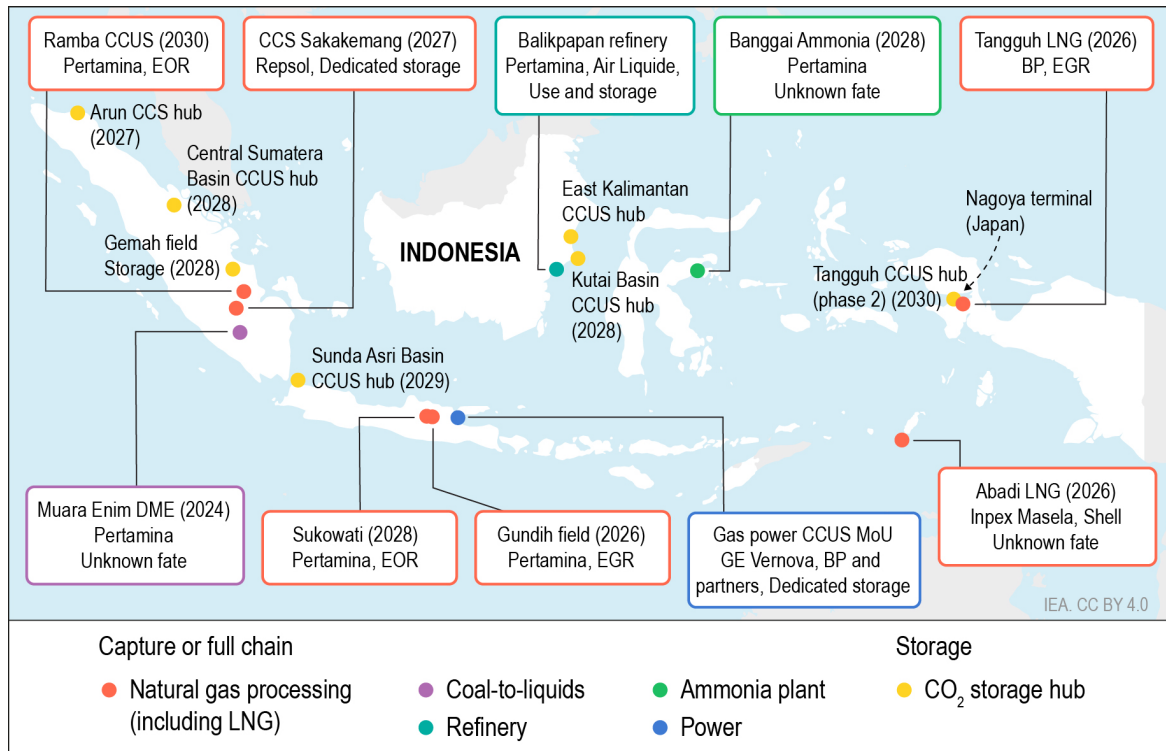 Ramba CCUS (2030)
Pertamina, EOR
CCS Sakakemang (2027)
Repsol, Dedicated storage
Balikpapan refinery
Pertamina, Air Liquide,
Use and storage
Banggai Ammonia (2028)
Pertamina
Unknown fate
Tangguh LNG (2026)
BP, EGR
Arun CCS hub
(2027)
Central Sumatera
Basin CCUS hub
(2028)
Gemah field
Storage (2028)
East Kalimantan
CCUS hub
INDONESIA
Kutai Basin
CCUS hub
(2028)
Nagoya terminal
(Japan)
Tangguh CCUS hub
(phase 2) (2030)
Sunda Asri Basin
CCUS hub (2029)
Muara Enim DME (2024)
Pertamina
Unknown fate
Sukowati (2028)
Pertamina, EOR
Gundih field (2026)
Pertamina, EGR
Gas power CCUS MoU
GE Vernova, BP and
partners, Dedicated storage
Abadi LNG (2026)
Inpex Masela, Shell
Unknown fate
IEA. CC BY 4.0
Capture or full chain
Natural gas processing
(including LNG)
Coal-to-liquids
Refinery
Ammonia plant
Power
Storage
CO₂ storage hub